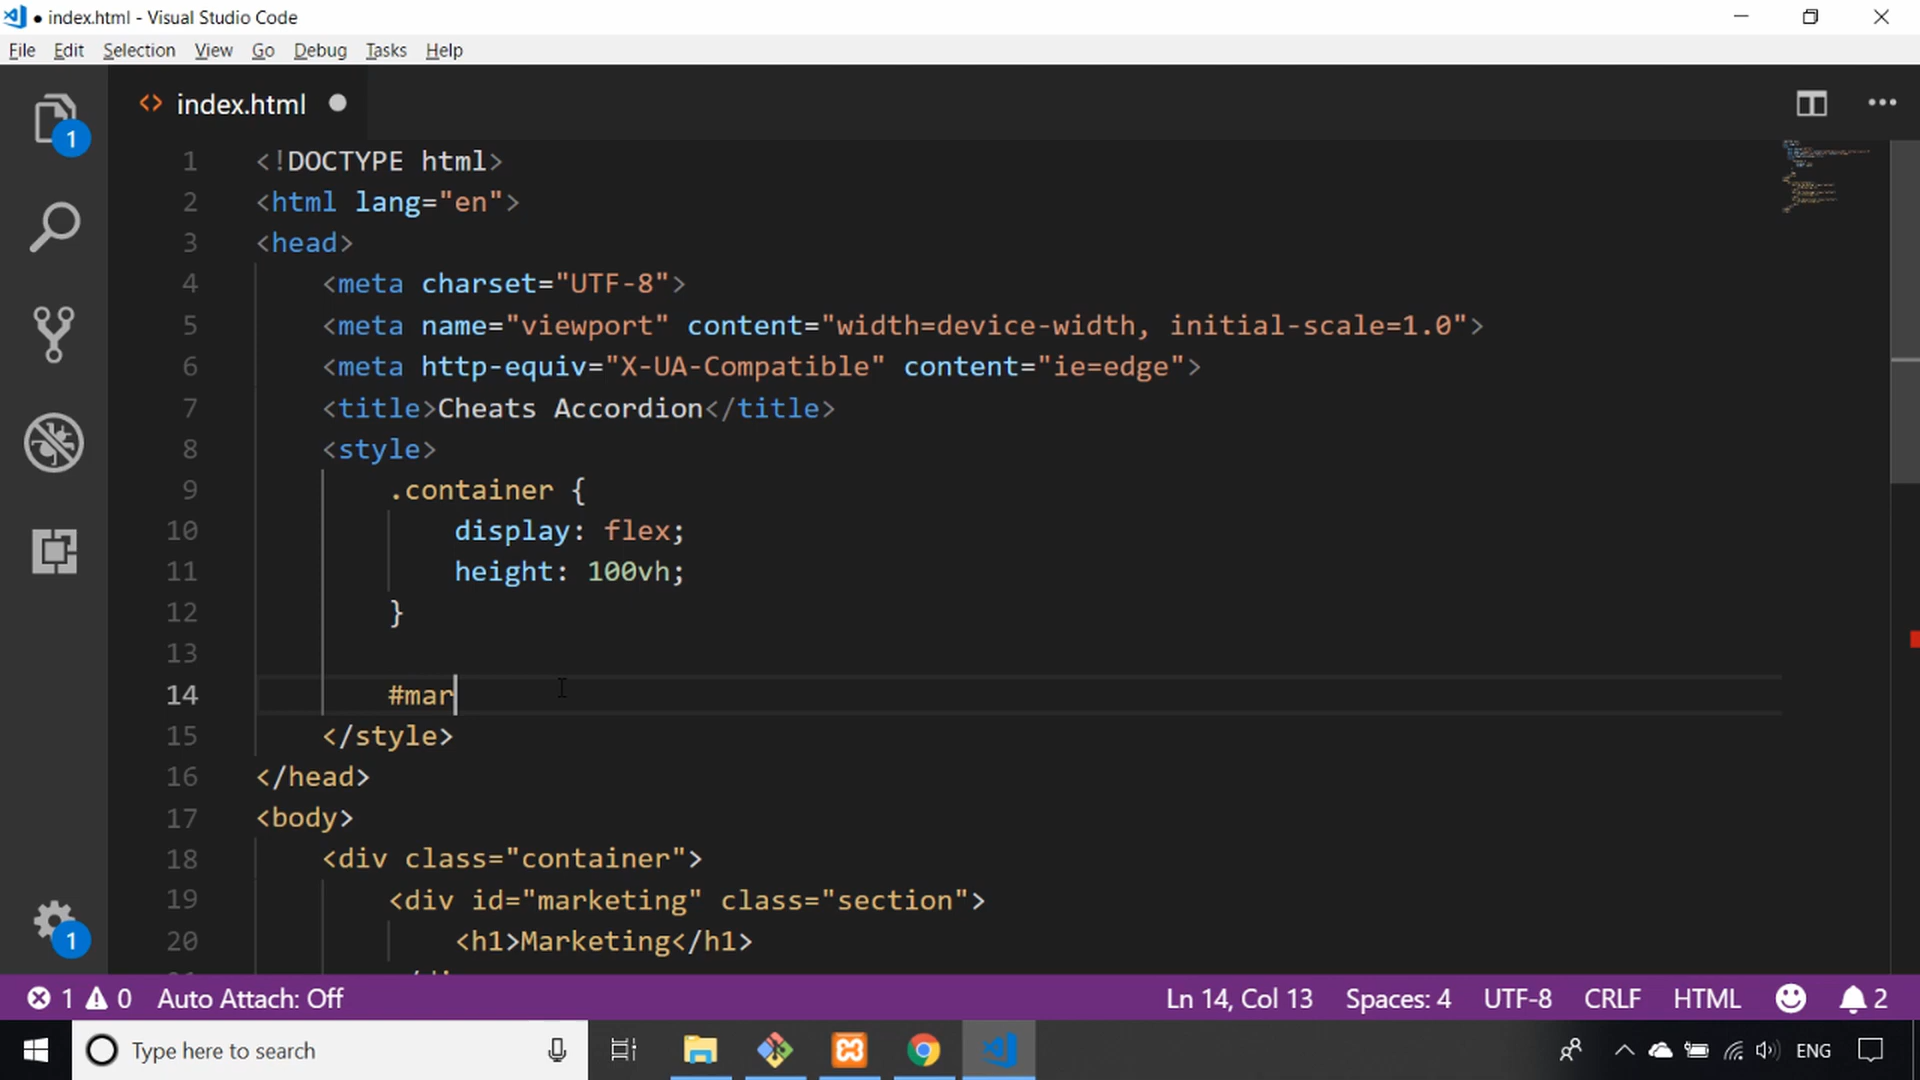 index.html - Visual Studio Code
File Edit Selection View Go Debug Tasks Help
index.html
1
1 <!DOCTYPE html>
2 <html lang="en">
3 <head>
4 <meta charset="UTF-8">
5 <meta name="viewport" content="width=device-width, initial-scale=1.0">
6 <meta http-equiv="X-UA-Compatible" content="ie=edge">
7 <title>Cheats Accordion</title>
8 <style>
9 .container {
10 display: flex;
11 height: 100vh;
12 }
13
14 #mar
15 </style>
16 </head>
17 <body>
18 <div class="container">
19 <div id="marketing" class="section">
20 <h1>Marketing</h1>
1
1 0 Auto Attach: Off Ln 14, Col 13 Spaces: 4 UTF-8 CRLF HTML 2
Type here to search ENG